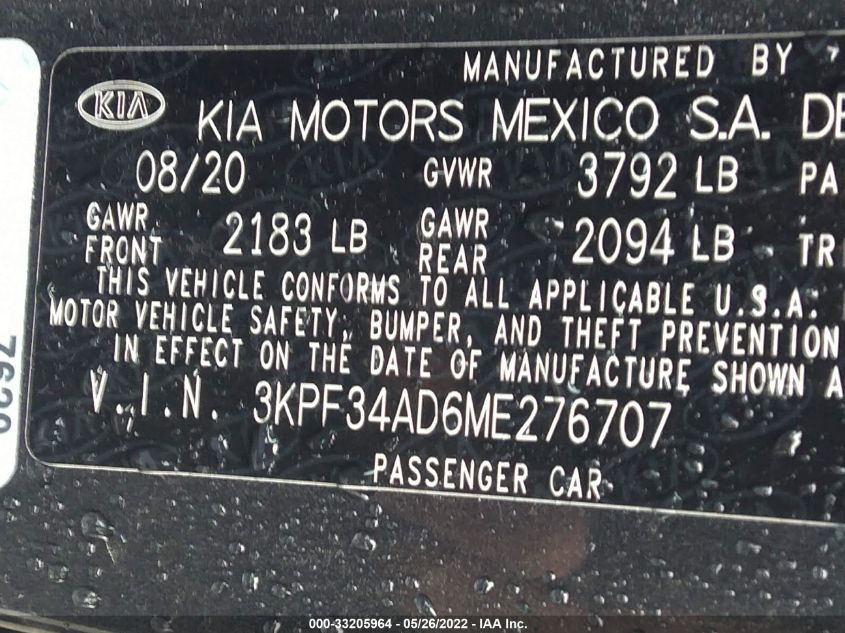 MANUFACTURED BY
KIA
KIA MOTORS MEXICO S.A. DE
08/20 GVWR 3792 LB PA
GAWR FRONT 2183 LB GAWR REAR 2094 LB TR
THIS VEHICLE CONFORMS TO ALL APPLICABLE U.S.A.
MOTOR VEHICLE SAFETY, BUMPER, AND THEFT PREVENTION
IN EFFECT ON THE DATE OF MANUFACTURE SHOWN A
V.I.N. 3KPF34AD6ME276707
PASSENGER CAR
000-33205964 - 05/26/2022 - IAA Inc.